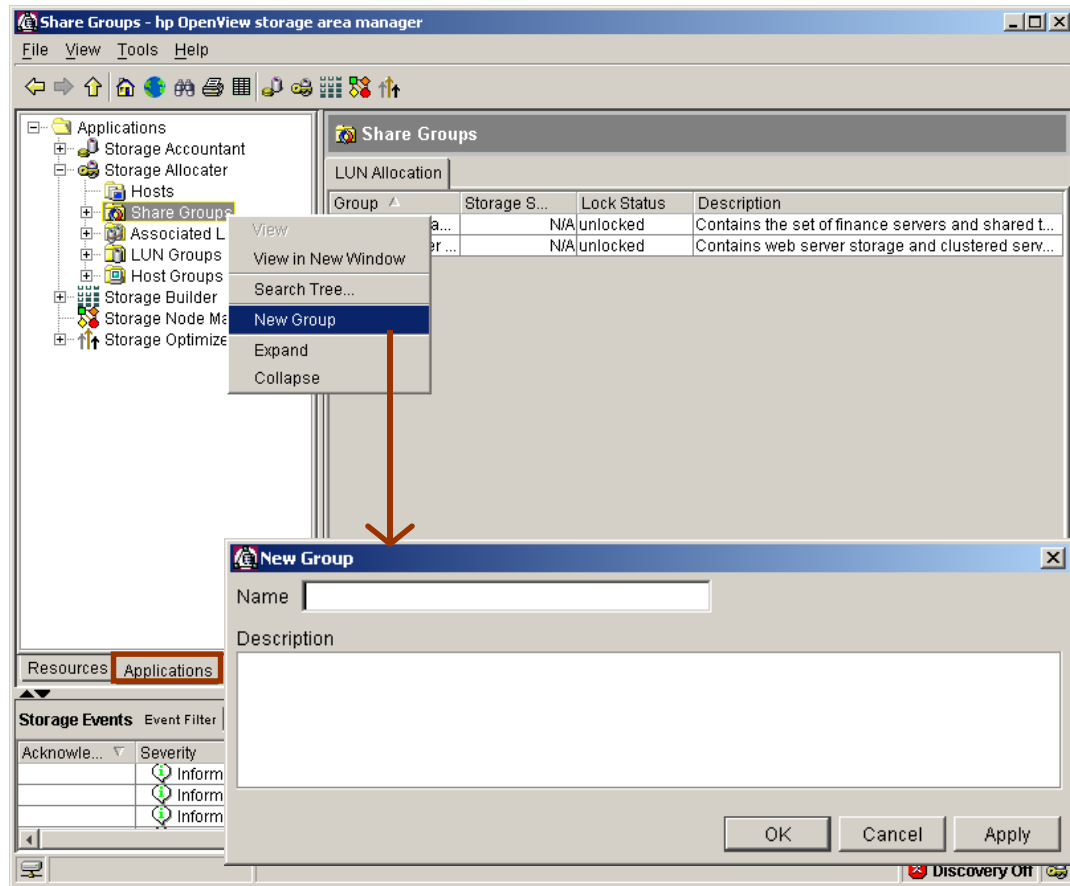 Share Groups - hp OpenView storage area manager
File View Tools Help
Applications
Storage Accountant
Storage Allocater
Hosts
Share Groups
Associated L
LUN Groups
Host Groups
Storage Builder
Storage Node Ma
Storage Optimize
View
View in New Window
Search Tree...
New Group
Expand
Collapse
Share Groups
LUN Allocation
Group Storage S... Lock Status Description
a... N/A unlocked Contains the set of finance servers and shared t...
er ... N/A unlocked Contains web server storage and clustered serv...
New Group
Name
Description
OK Cancel Apply
Resources Applications
Storage Events Event Filter
Acknowle... Severity
Inform
Inform
Inform
Discovery Off